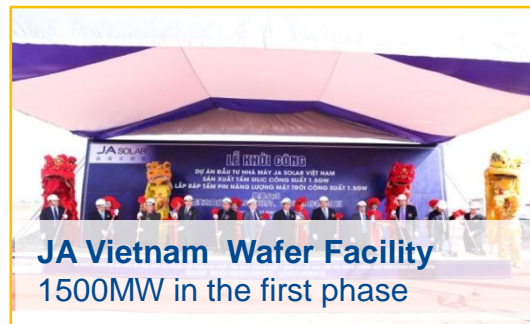 JA SOLAR
LỄ KHỞI CÔNG
DỰ ÁN ĐẦU TƯ NHÀ MÁY JA SOLAR VIỆT NAM
SẢN XUẤT TẤM SILIC CÔNG SUẤT 1.5GW
LẮP RÁP TẤM PIN NĂNG LƯỢNG MẶT TRỜI CÔNG SUẤT 1.5GW
JA Vietnam Wafer Facility
1500MW in the first phase